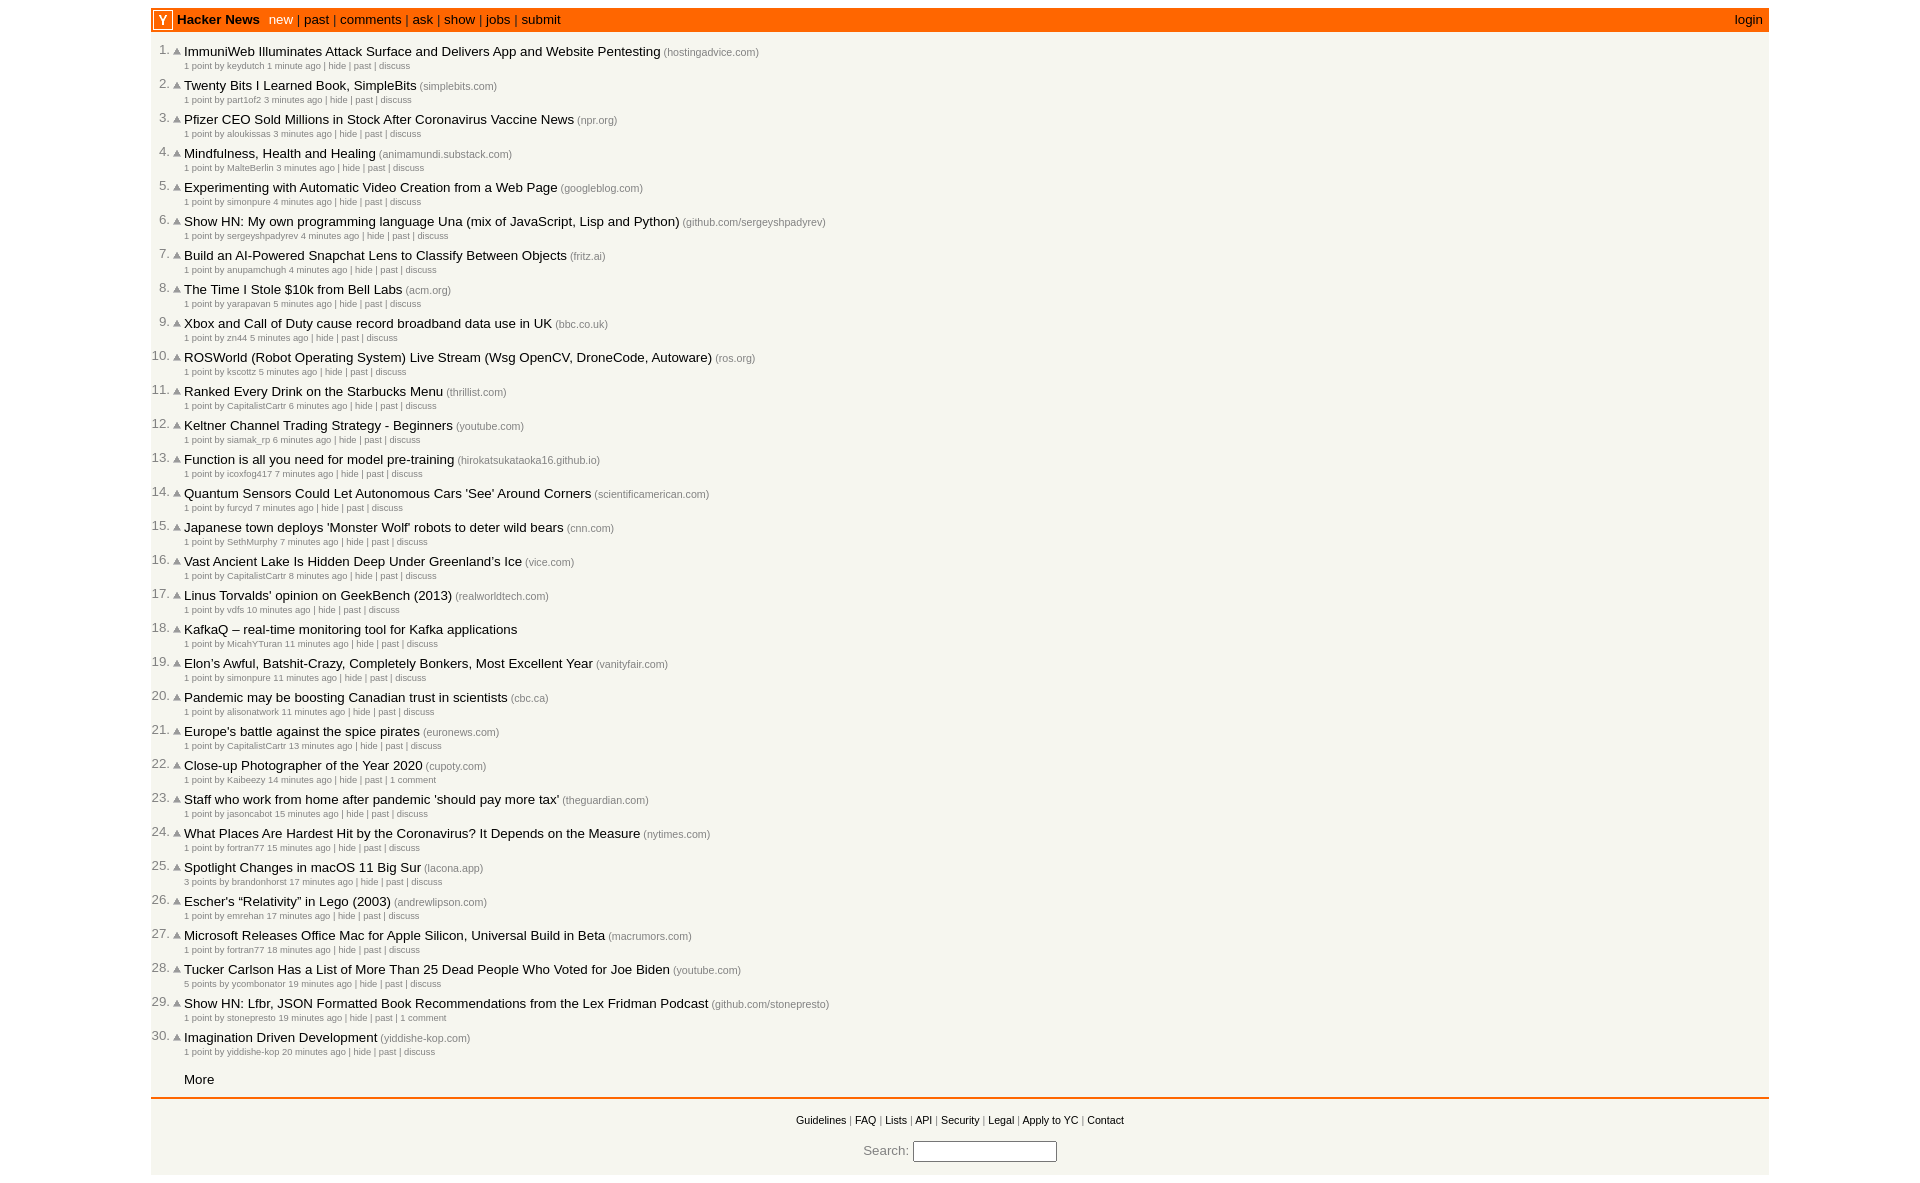 Y Hacker News new | past | comments | ask | show | jobs | submit login
1. ImmuniWeb Illuminates Attack Surface and Delivers App and Website Pentesting (hostingadvice.com)
1 point by keydutch 1 minute ago | hide | past | discuss
2. Twenty Bits I Learned Book, SimpleBits (simplebits.com)
1 point by part1of2 3 minutes ago | hide | past | discuss
3. Pfizer CEO Sold Millions in Stock After Coronavirus Vaccine News (npr.org)
1 point by aloukissas 3 minutes ago | hide | past | discuss
4. Mindfulness, Health and Healing (animamundi.substack.com)
1 point by MalteBerlin 3 minutes ago | hide | past | discuss
5. Experimenting with Automatic Video Creation from a Web Page (googleblog.com)
1 point by simonpure 4 minutes ago | hide | past | discuss
6. Show HN: My own programming language Una (mix of JavaScript, Lisp and Python) (github.com/sergeyshpadyrev)
1 point by sergeyshpadyrev 4 minutes ago | hide | past | discuss
7. Build an AI-Powered Snapchat Lens to Classify Between Objects (fritz.ai)
1 point by anupamchugh 4 minutes ago | hide | past | discuss
8. The Time I Stole $10k from Bell Labs (acm.org)
1 point by yarapavan 5 minutes ago | hide | past | discuss
9. Xbox and Call of Duty cause record broadband data use in UK (bbc.co.uk)
1 point by zn44 5 minutes ago | hide | past | discuss
10. ROSWorld (Robot Operating System) Live Stream (Wsg OpenCV, DroneCode, Autoware) (ros.org)
1 point by kscottz 5 minutes ago | hide | past | discuss
11. Ranked Every Drink on the Starbucks Menu (thrillist.com)
1 point by CapitalistCartr 6 minutes ago | hide | past | discuss
12. Keltner Channel Trading Strategy - Beginners (youtube.com)
1 point by siamak_rp 6 minutes ago | hide | past | discuss
13. Function is all you need for model pre-training (hirokatsukataoka16.github.io)
1 point by icoxfog417 7 minutes ago | hide | past | discuss
14. Quantum Sensors Could Let Autonomous Cars 'See' Around Corners (scientificamerican.com)
1 point by furcyd 7 minutes ago | hide | past | discuss
15. Japanese town deploys 'Monster Wolf' robots to deter wild bears (cnn.com)
1 point by SethMurphy 7 minutes ago | hide | past | discuss
16. Vast Ancient Lake Is Hidden Deep Under Greenland’s Ice (vice.com)
1 point by CapitalistCartr 8 minutes ago | hide | past | discuss
17. Linus Torvalds' opinion on GeekBench (2013) (realworldtech.com)
1 point by vdfs 10 minutes ago | hide | past | discuss
18. KafkaQ – real-time monitoring tool for Kafka applications
1 point by MicahYTuran 11 minutes ago | hide | past | discuss
19. Elon’s Awful, Batshit-Crazy, Completely Bonkers, Most Excellent Year (vanityfair.com)
1 point by simonpure 11 minutes ago | hide | past | discuss
20. Pandemic may be boosting Canadian trust in scientists (cbc.ca)
1 point by alisonatwork 11 minutes ago | hide | past | discuss
21. Europe's battle against the spice pirates (euronews.com)
1 point by CapitalistCartr 13 minutes ago | hide | past | discuss
22. Close-up Photographer of the Year 2020 (cupoty.com)
1 point by Kaibeezy 14 minutes ago | hide | past | 1 comment
23. Staff who work from home after pandemic 'should pay more tax' (theguardian.com)
1 point by jasoncabot 15 minutes ago | hide | past | discuss
24. What Places Are Hardest Hit by the Coronavirus? It Depends on the Measure (nytimes.com)
1 point by fortran77 15 minutes ago | hide | past | discuss
25. Spotlight Changes in macOS 11 Big Sur (lacona.app)
3 points by brandonhorst 17 minutes ago | hide | past | discuss
26. Escher's “Relativity” in Lego (2003) (andrewlipson.com)
1 point by emrehan 17 minutes ago | hide | past | discuss
27. Microsoft Releases Office Mac for Apple Silicon, Universal Build in Beta (macrumors.com)
1 point by fortran77 18 minutes ago | hide | past | discuss
28. Tucker Carlson Has a List of More Than 25 Dead People Who Voted for Joe Biden (youtube.com)
5 points by ycombonator 19 minutes ago | hide | past | discuss
29. Show HN: Lfbr, JSON Formatted Book Recommendations from the Lex Fridman Podcast (github.com/stonepresto)
1 point by stonepresto 19 minutes ago | hide | past | 1 comment
30. Imagination Driven Development (yiddishe-kop.com)
1 point by yiddishe-kop 20 minutes ago | hide | past | discuss
More
Guidelines | FAQ | Lists | API | Security | Legal | Apply to YC | Contact
Search: